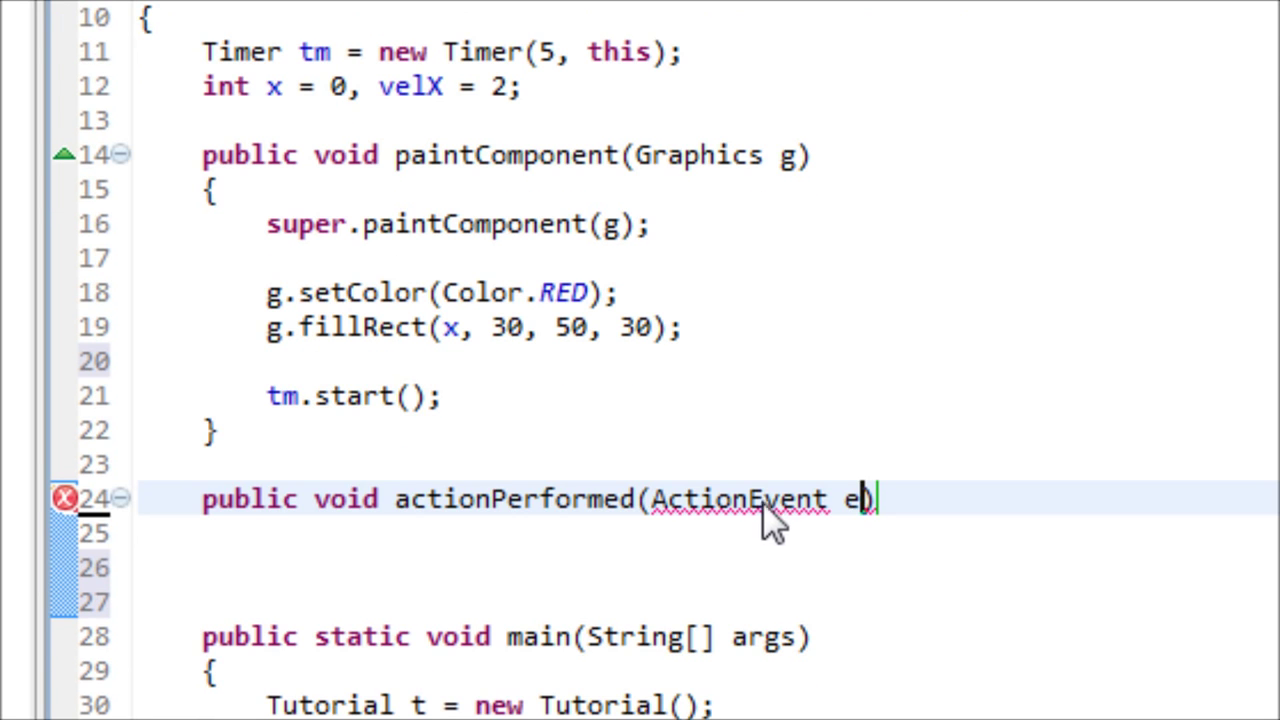 10 {
11 Timer tm = new Timer(5, this);
12 int x = 0, velX = 2;
13
14 public void paintComponent(Graphics g)
15 {
16 super.paintComponent(g);
17
18 g.setColor(Color.RED);
19 g.fillRect(x, 30, 50, 30);
20
21 tm.start();
22 }
23
24 public void actionPerformed(ActionEvent e)
25
26
27
28 public static void main(String[] args)
29 {
30 Tutorial t = new Tutorial();